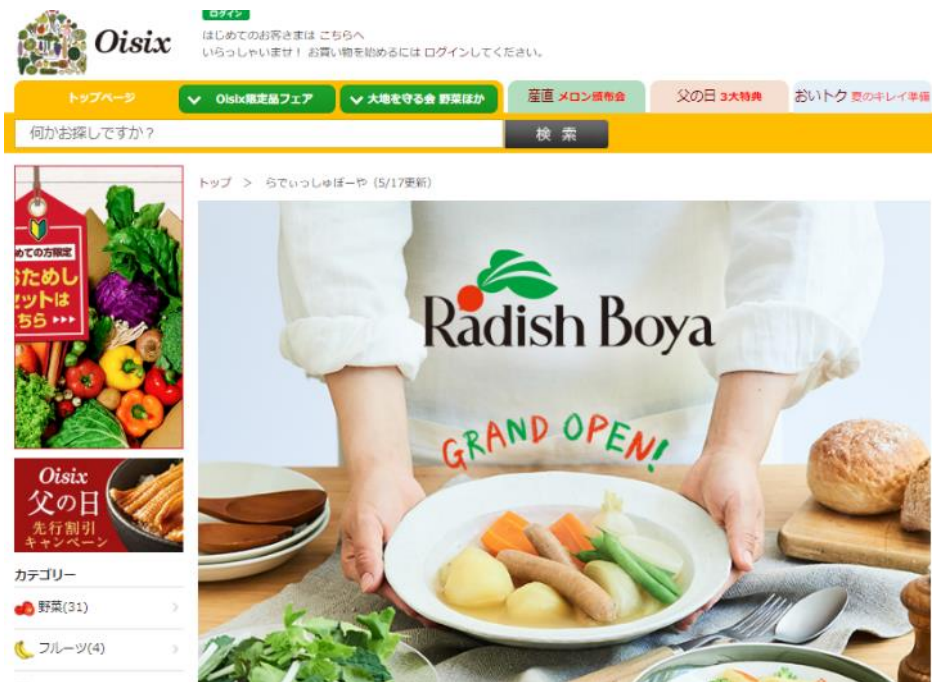 ログイン
Oisix
はじめてのお客さまは こちらへ
いらっしゃいませ！ お買い物を始めるには ログインしてください。
トップページ
Oisix限定品フェア
大地を守る会 野菜ほか
産直 メロン頒布会
父の日 3大特典
おいトク 夏のキレイ準備
何かお探しですか？
検 索
トップ ＞ らでぃっしゅぼーや（5/17更新）
めての方限定
おためし
セットは
ちら
Radish Boya
GRAND OPEN!
Oisix
父の日
先行割引
キャンペーン
カテゴリー
野菜(31)
フルーツ(4)